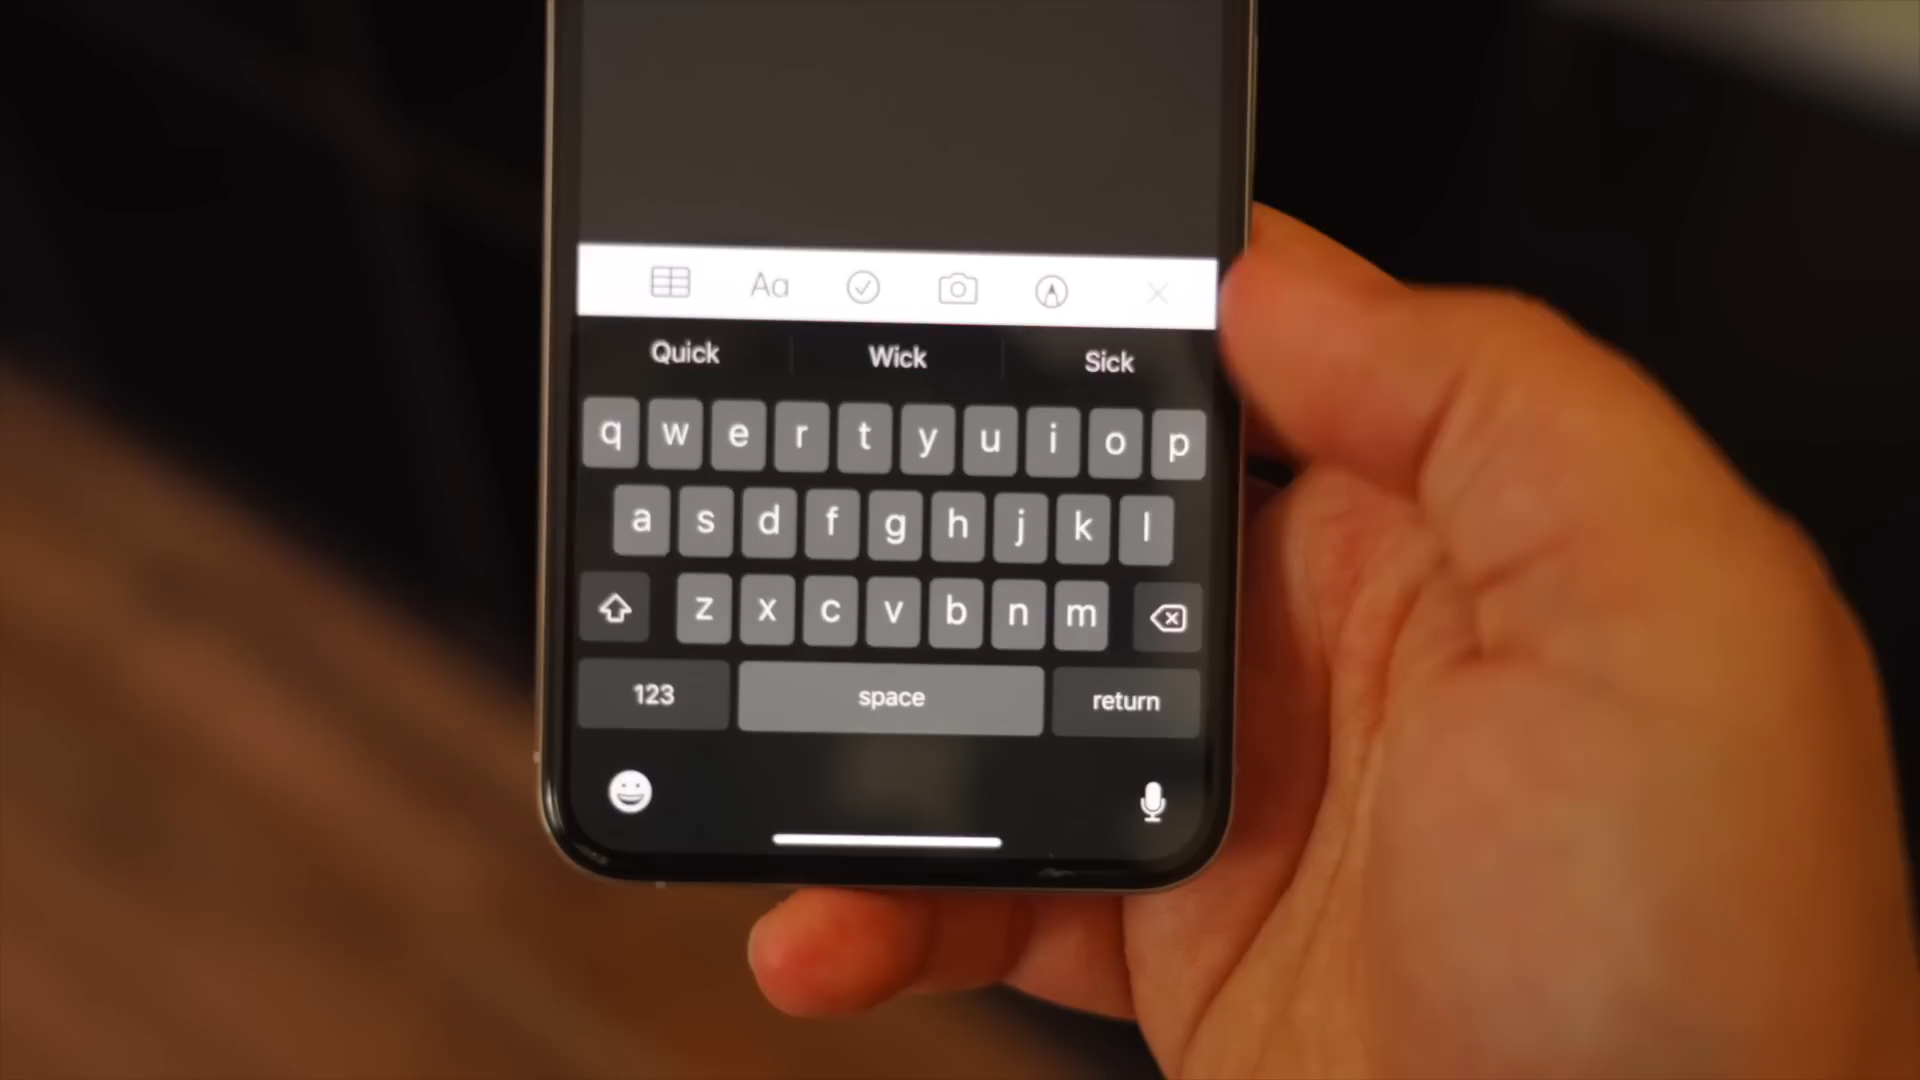 Aa
Quick Wick Sick
q w e r t y u i o p
a s d f g h j k l
z x c v b n m
123 space return